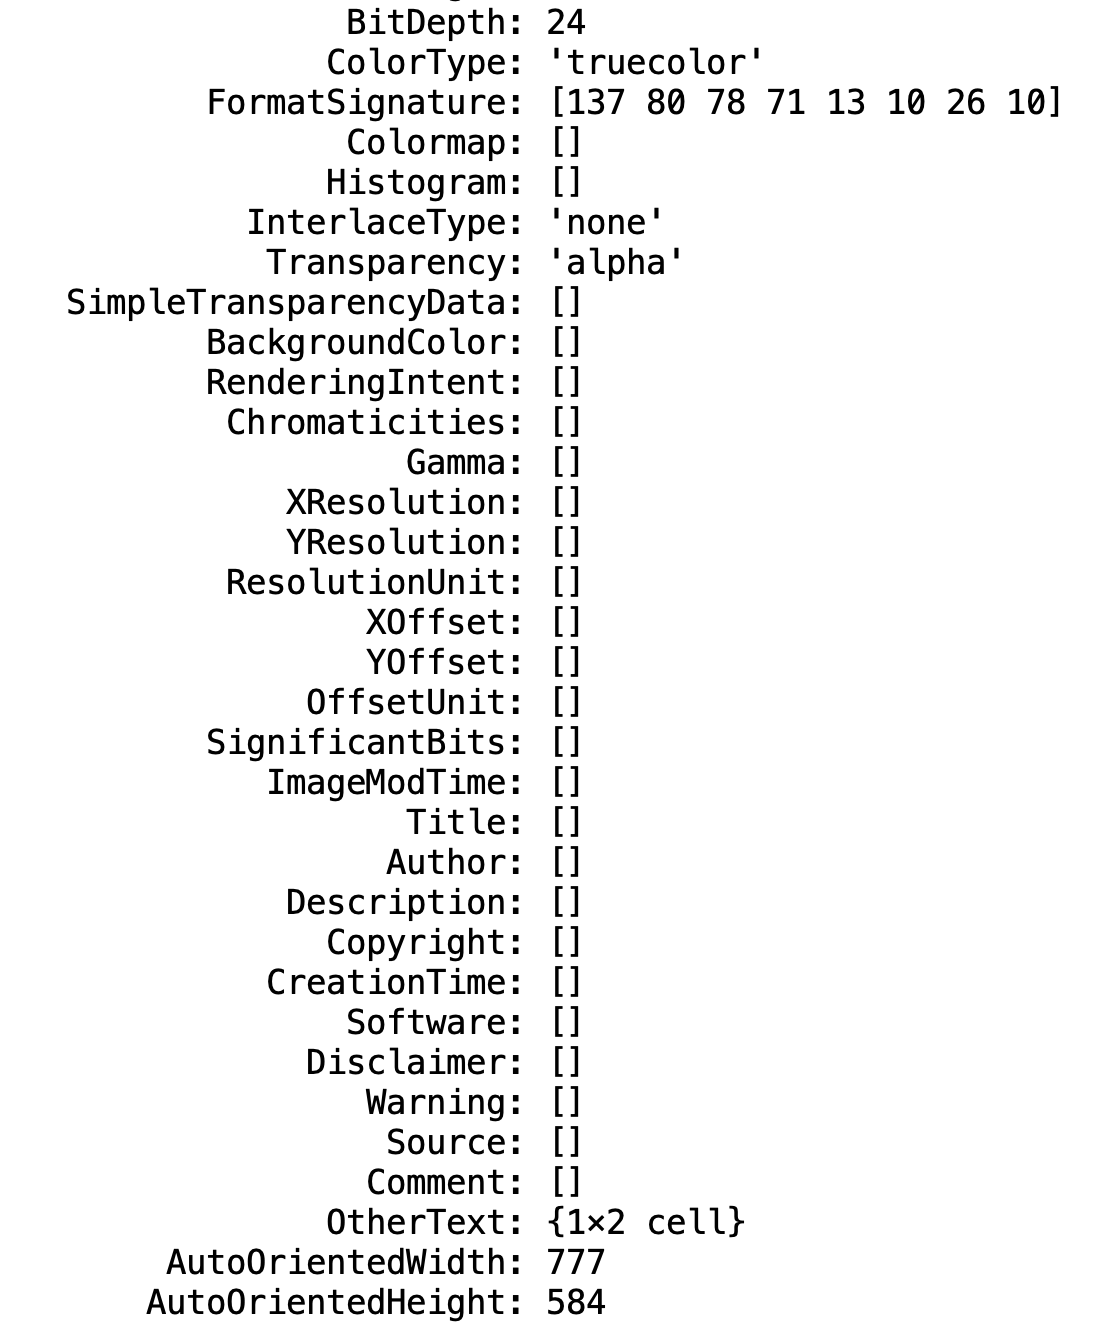 BitDepth: 24
ColorType: 'truecolor'
FormatSignature: [137 80 78 71 13 10 26 10]
Colormap: []
Histogram: []
InterlaceType: 'none'
Transparency: 'alpha'
SimpleTransparencyData: []
BackgroundColor: []
RenderingIntent: []
Chromaticities: []
Gamma: []
XResolution: []
YResolution: []
ResolutionUnit: []
XOffset: []
YOffset: []
OffsetUnit: []
SignificantBits: []
ImageModTime: []
Title: []
Author: []
Description: []
Copyright: []
CreationTime: []
Software: []
Disclaimer: []
Warning: []
Source: []
Comment: []
OtherText: {1×2 cell}
AutoOrientedWidth: 777
AutoOrientedHeight: 584